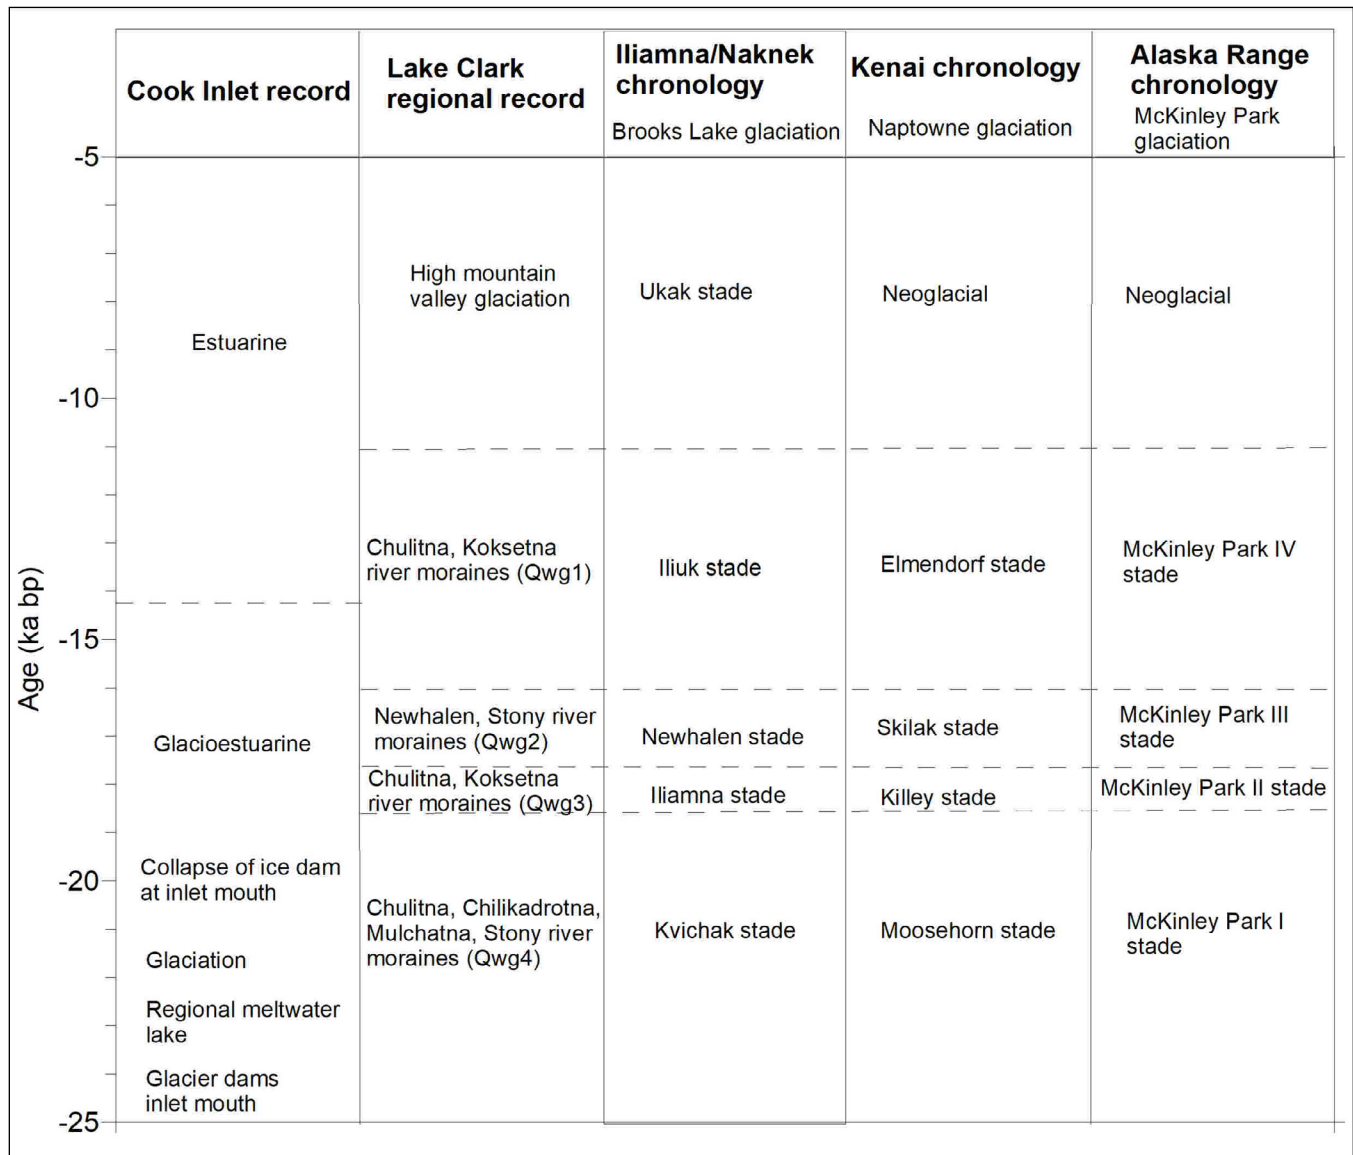 Cook Inlet record
Lake Clark
regional record
Iliamna/Naknek
chronology
Brooks Lake glaciation
Kenai chronology
Naptowne glaciation
Alaska Range
chronology
McKinley Park
glaciation
Age (ka bp)
-5
-10
-15
-20
-25
Estuarine
Glacioestuarine
Collapse of ice dam
at inlet mouth
Glaciation
Regional meltwater
lake
Glacier dams
inlet mouth
High mountain
valley glaciation
Chulitna, Koksetna
river moraines (Qwg1)
Newhalen, Stony river
moraines (Qwg2)
Chulitna, Koksetna
river moraines (Qwg3)
Chulitna, Chilikadrotna,
Mulchatna, Stony river
moraines (Qwg4)
Ukak stade
Iliuk stade
Newhalen stade
Iliamna stade
Kvichak stade
Neoglacial
Elmendorf stade
Skilak stade
Killey stade
Moosehorn stade
Neoglacial
McKinley Park IV
stade
McKinley Park III
stade
McKinley Park II stade
McKinley Park I
stade